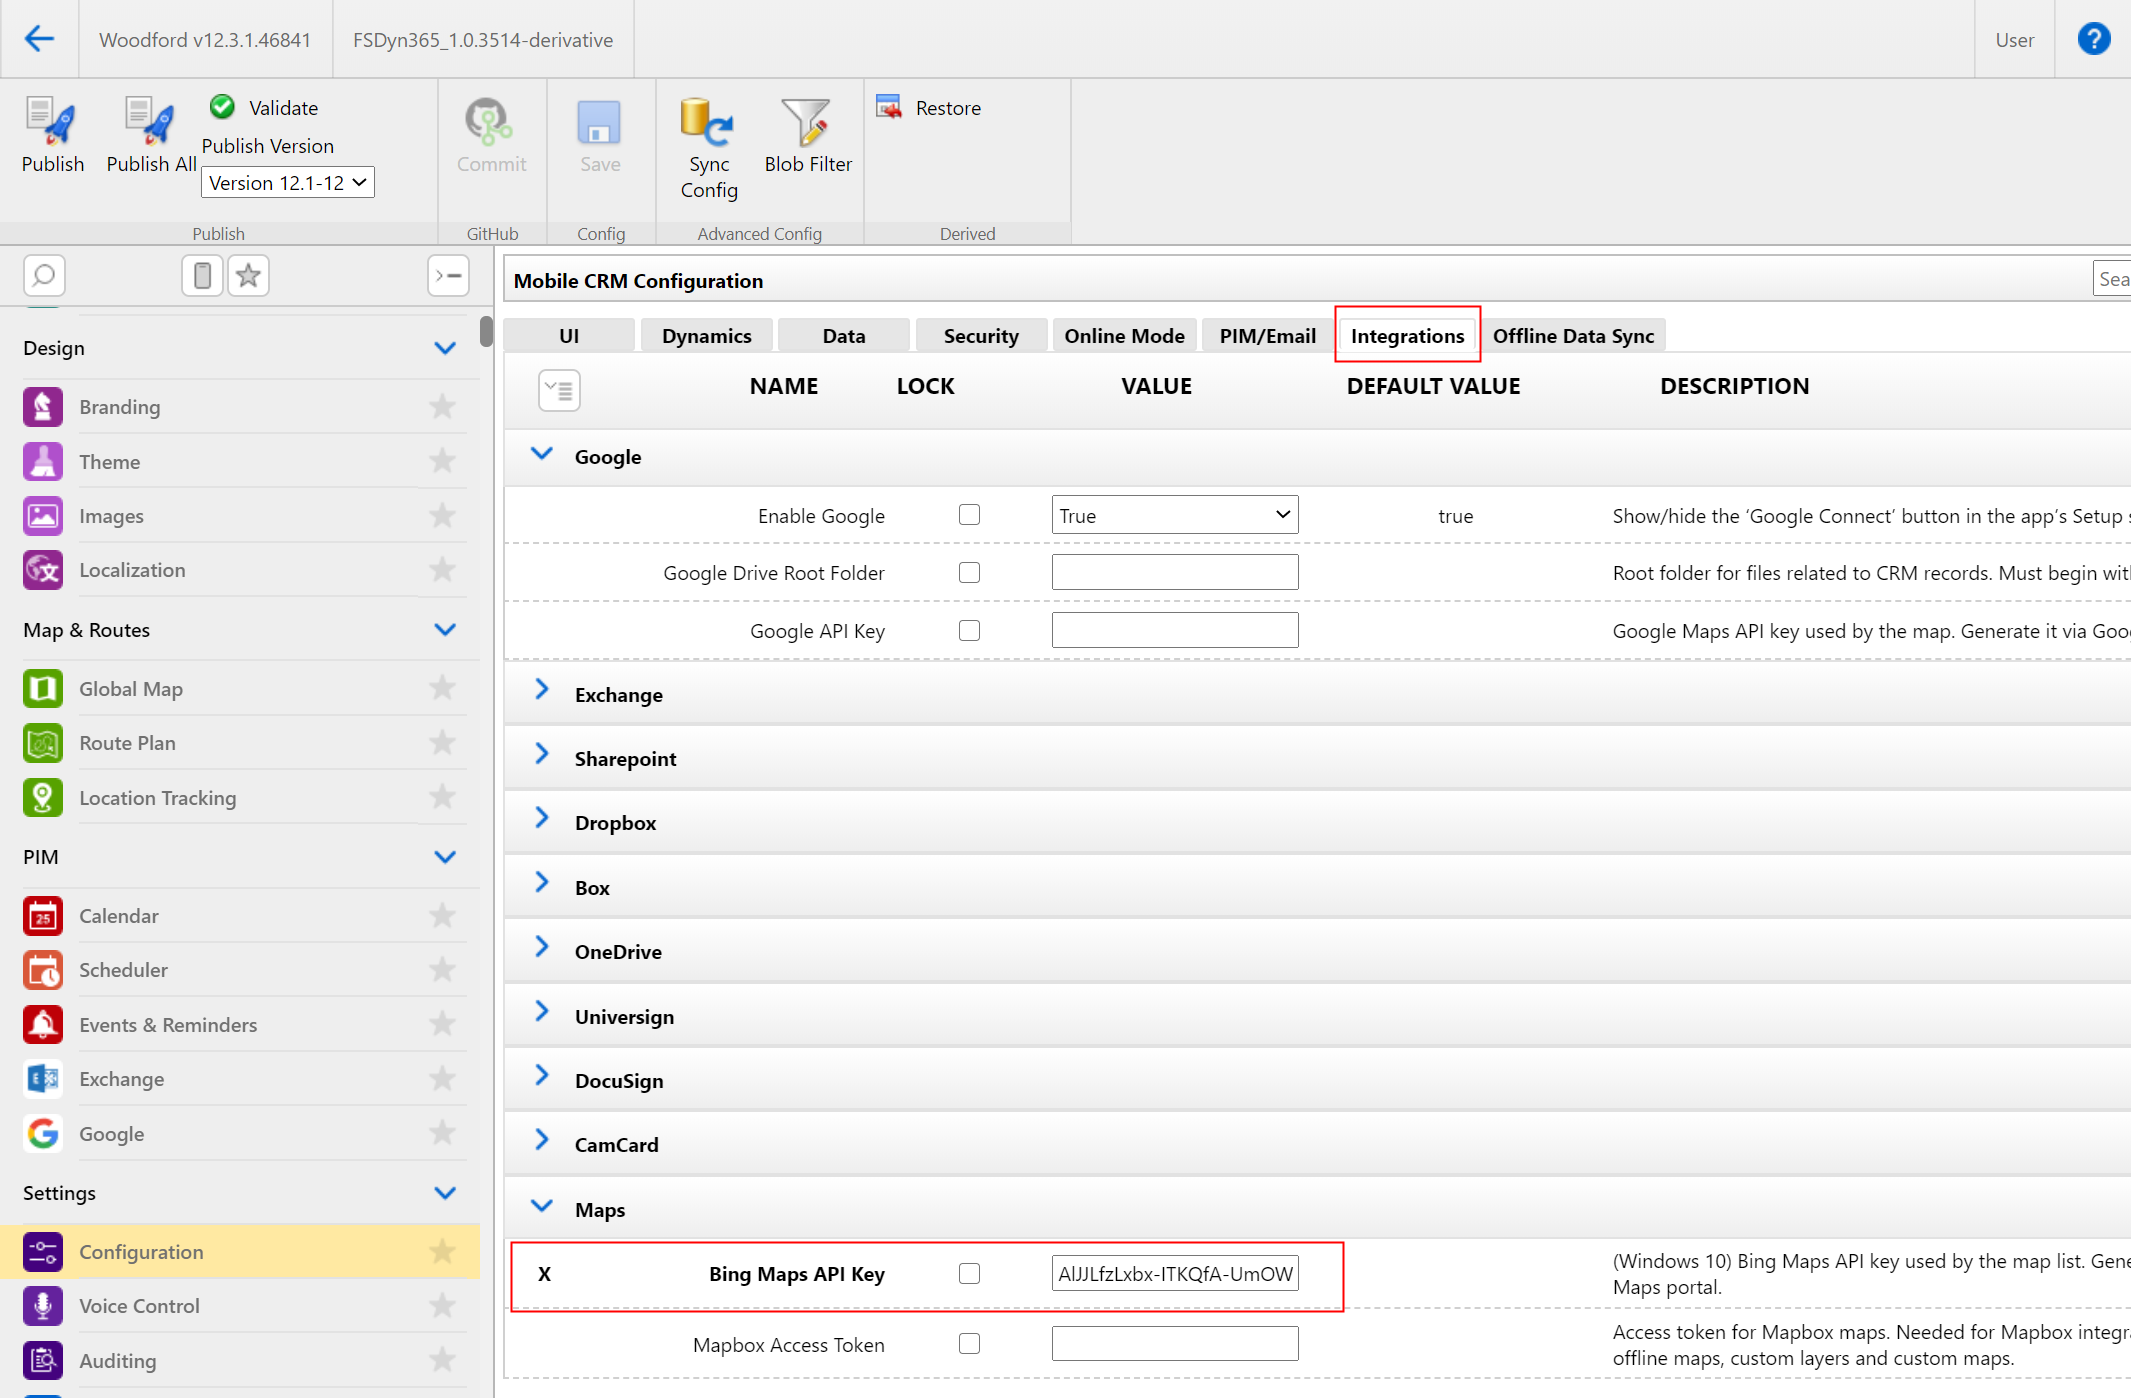 Woodford v12.3.1.46841
FSDyn365_1.0.3514-derivative
User
?
Publish
Publish All
Validate
Publish Version
Version 12.1-12
Commit
Save
Sync
Config
Blob Filter
Restore
Publish
GitHub
Config
Advanced Config
Derived
Design
Branding
Theme
Images
Localization
Map & Routes
Global Map
Route Plan
Location Tracking
PIM
25
Calendar
Scheduler
Events & Reminders
Exchange
Google
Settings
Configuration
Voice Control
Auditing
Mobile CRM Configuration
Sea
UI
Dynamics
Data
Security
Online Mode
PIM/Email
Integrations
Offline Data Sync
NAME
LOCK
VALUE
DEFAULT VALUE
DESCRIPTION
Google
Enable Google
True
true
Show/hide the ‘Google Connect’ button in the app’s Setup
Google Drive Root Folder
Root folder for files related to CRM records. Must begin wit
Google API Key
Google Maps API key used by the map. Generate it via Goo
Exchange
Sharepoint
Dropbox
Box
OneDrive
Universign
DocuSign
CamCard
Maps
X
Bing Maps API Key
AlJJLfzLxbx-ITKQfA-UmOW
(Windows 10) Bing Maps API key used by the map list. Gene
Maps portal.
Mapbox Access Token
Access token for Mapbox maps. Needed for Mapbox integr
offline maps, custom layers and custom maps.